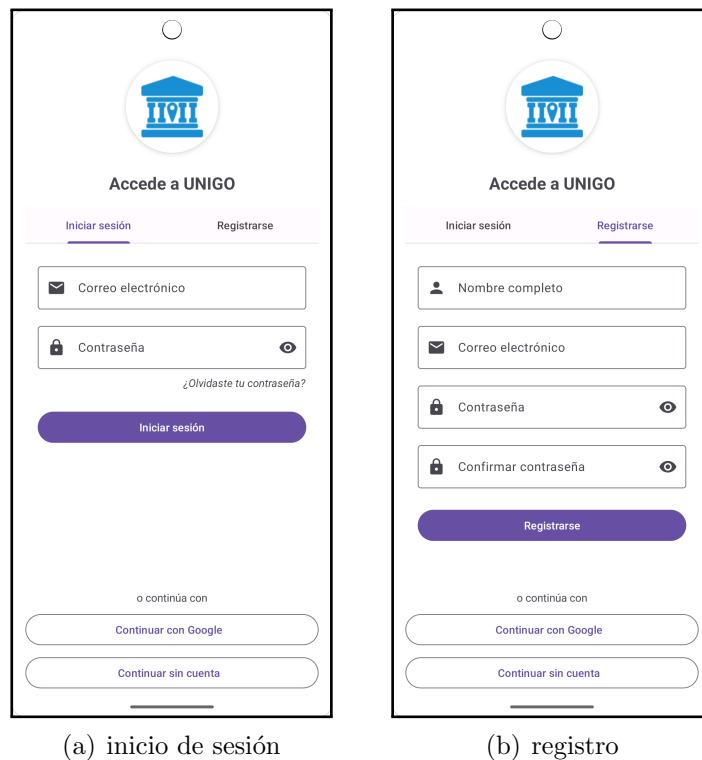 Accede a UNIGO
Iniciar sesión Registrarse
Correo electrónico
Contraseña
¿Olvidaste tu contraseña?
Iniciar sesión
o continúa con
Continuar con Google
Continuar sin cuenta
(a) inicio de sesión
Accede a UNIGO
Iniciar sesión Registrarse
Nombre completo
Correo electrónico
Contraseña
Confirmar contraseña
Registrarse
o continúa con
Continuar con Google
Continuar sin cuenta
(b) registro